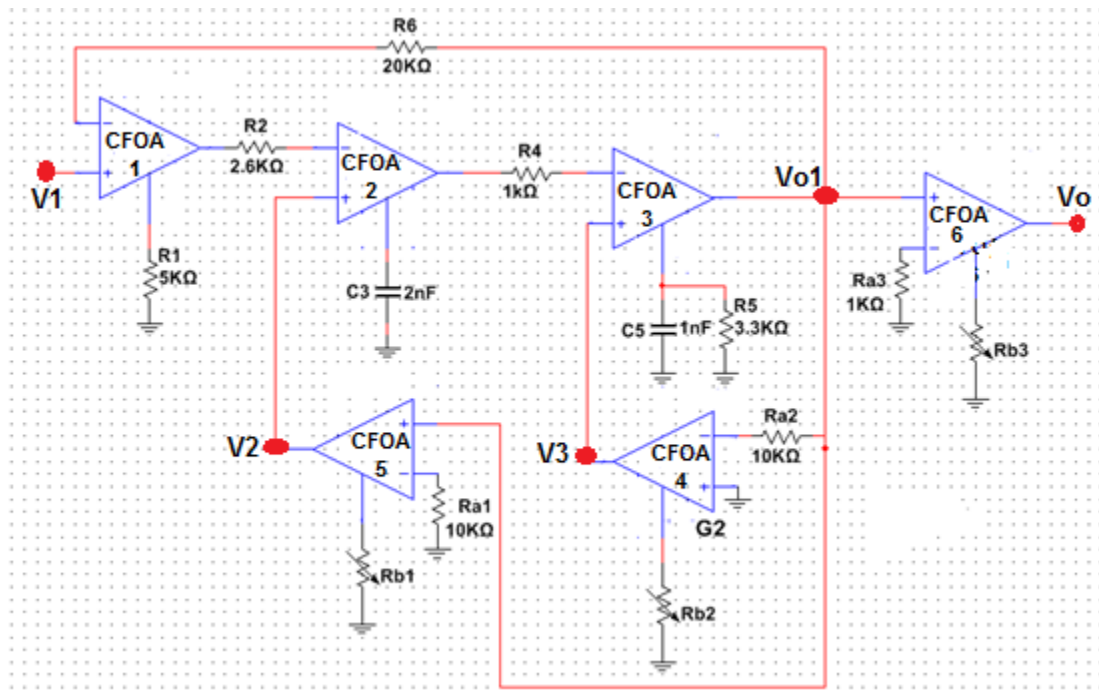 R6
20KΩ
CFOA
1
V1
R1
5KΩ
R2
2.6KΩ
CFOA
2
C3
2nF
R4
1kΩ
CFOA
3
C5
1nF
R5
3.3KΩ
Vo1
CFOA
6
Vo
Ra3
1KΩ
Rb3
V2
CFOA
5
Ra1
10KΩ
Rb1
V3
CFOA
4
G2
Ra2
10KΩ
Rb2